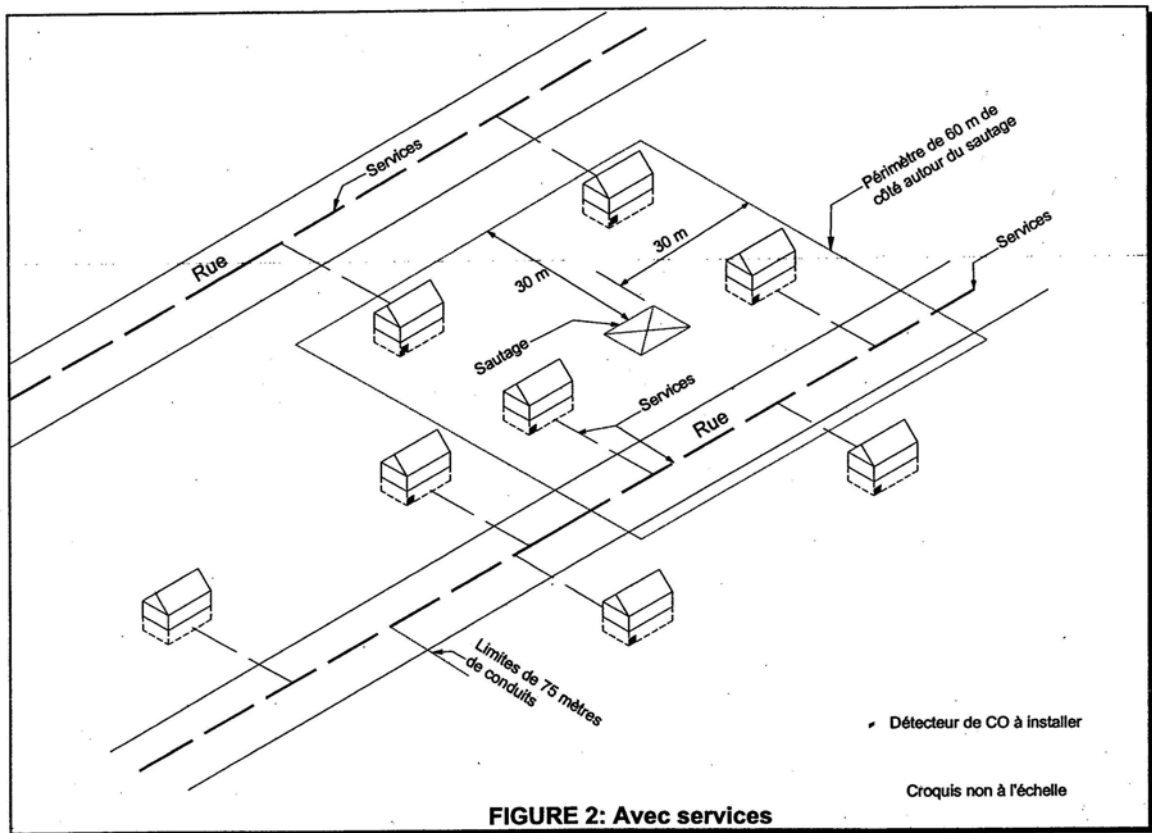 Services
Rue
Périmètre de 60 m de
côté autour du sautage
Services
30 m
30 m
Sautage
Services
Rue
Limites de 75 mètres
de conduits
Détecteur de CO à installer
Croquis non à l'échelle
FIGURE 2: Avec services